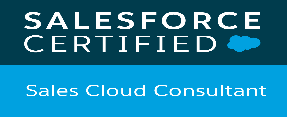 SALESFORCE
CERTIFIED
Sales Cloud Consultant